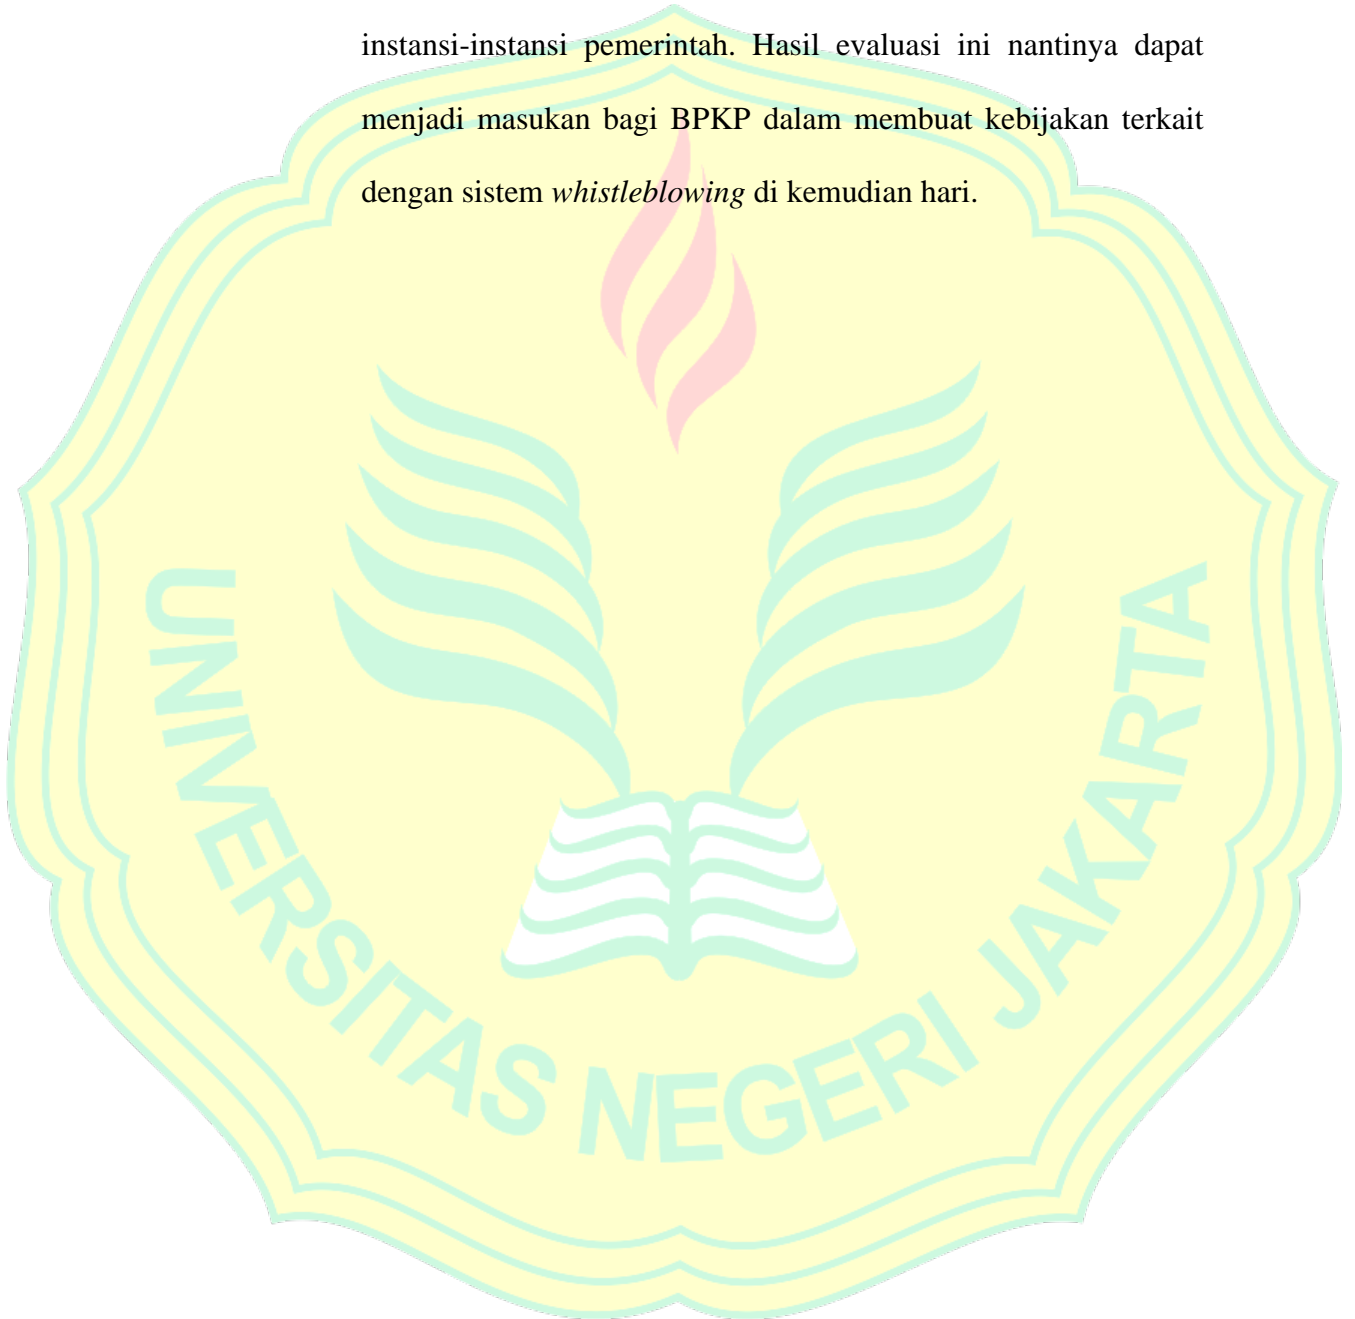 instansi-instansi pemerintah. Hasil evaluasi ini nantinya dapat
menjadi masukan bagi BPKP dalam membuat kebijakan terkait
dengan sistem whistleblowing di kemudian hari.
UNIVERSITAS NEGERI JAKARTA